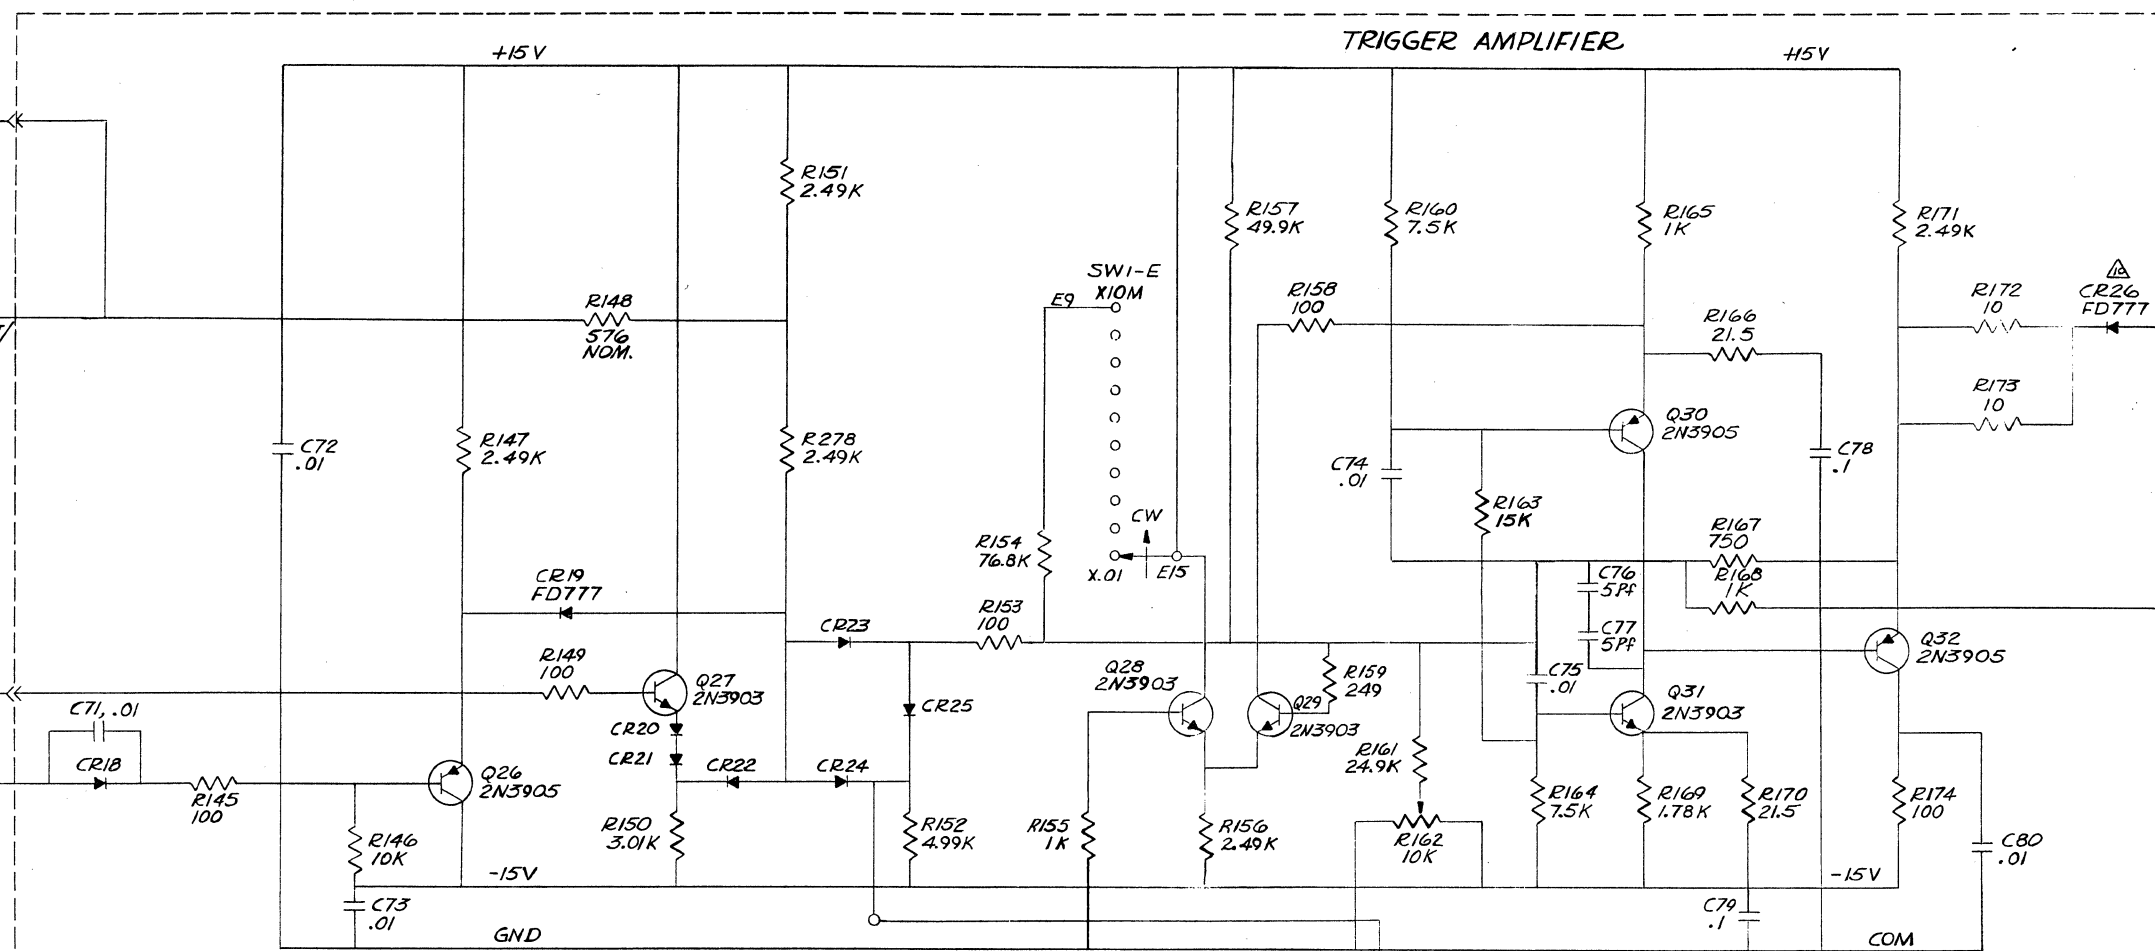 TRIGGER AMPLIFIER
+15V
+15V
R151
2.49K
R157
49.9K
R160
7.5K
R165
1K
R171
2.49K
SW1-E
X10M
E9
R148
576
NOM.
R158
100
R166
21.5
R172
10
10
CR26
FD777
R173
10
Q30
2N3905
C72
.01
R147
2.49K
R278
2.49K
C74
.01
C78
.1
R163
15K
CW
R154
76.8K
X.01
E15
R167
750
R168
1K
C76
5Pf
C77
5Pf
CR19
FD777
R153
100
CR23
Q32
2N3905
R149
100
Q27
2N3903
Q28
2N3903
R159
249
C75
.01
Q31
2N3903
Q29
2N3903
C71, .01
CR18
CR20
CR21
CR22
CR24
CR25
Q26
2N3905
R161
24.9K
R145
100
R146
10K
R150
3.01K
R152
4.99K
R155
1K
R156
2.49K
R162
10K
R164
7.5K
R169
1.78K
R170
21.5
R174
100
C80
.01
-15V
-15V
C73
.01
C79
.1
GND
COM